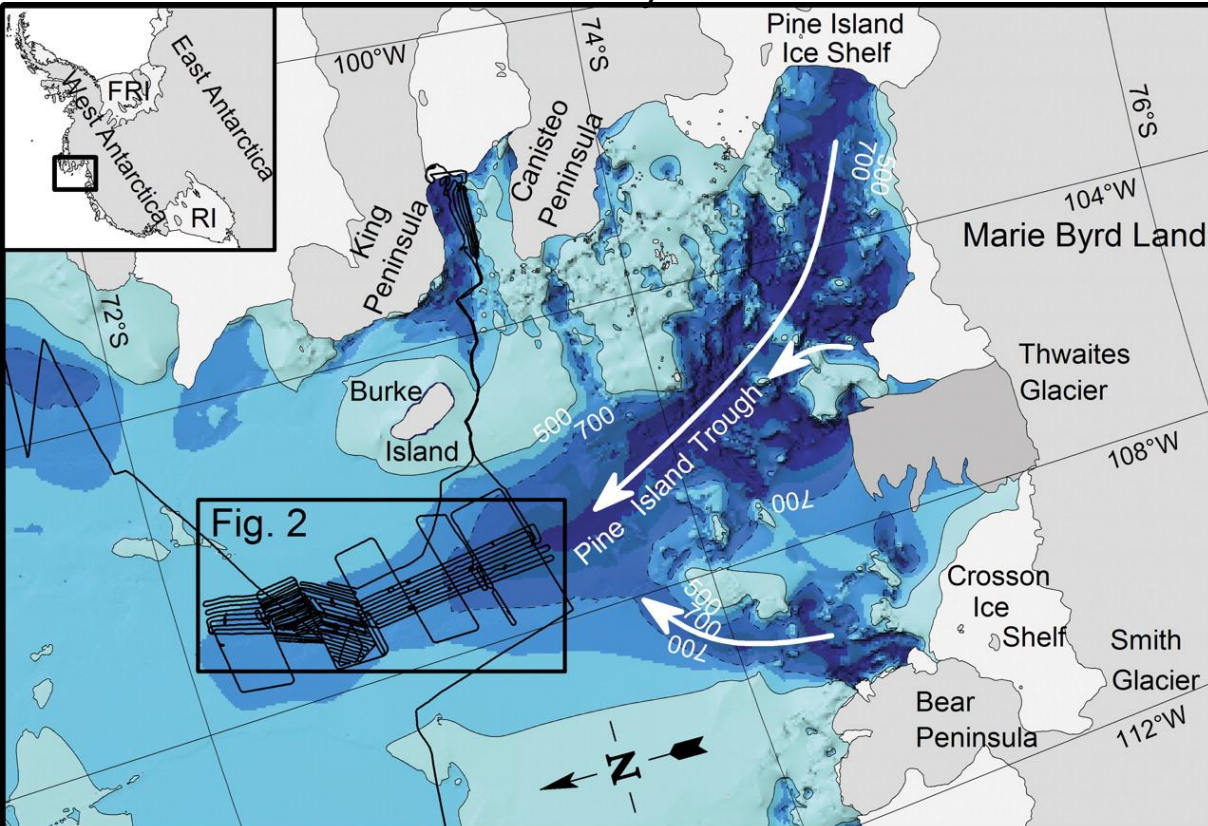 East Antarctica
West Antarctica
FRI
RI
100°W
74°S
Pine Island
Ice Shelf
76°S
500
700
104°W
Marie Byrd Land
Canisteo
Peninsula
King
Peninsula
72°S
Burke
Island
500
700
Pine Island Trough
Thwaites
Glacier
108°W
700
Fig. 2
500
700
700
Crosson
Ice
Shelf
Smith
Glacier
Bear
Peninsula
112°W
N